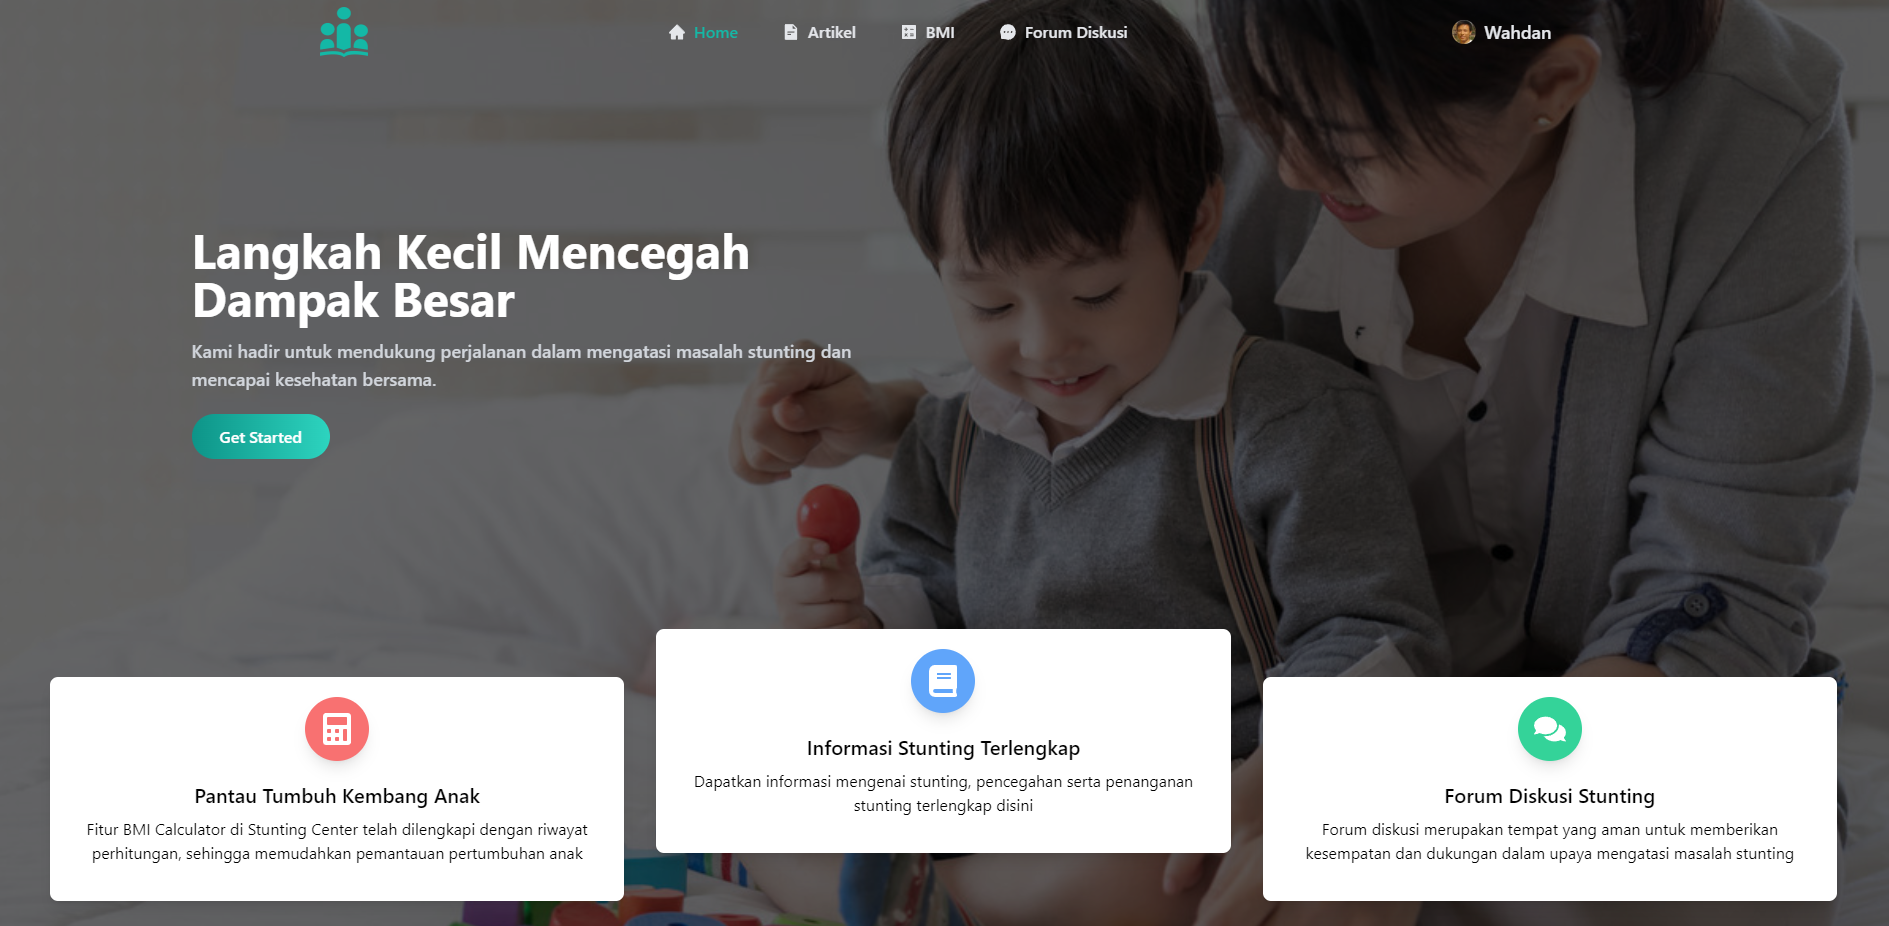 Home
Artikel
BMI
Forum Diskusi
Wahdan
Langkah Kecil Mencegah
Dampak Besar
Kami hadir untuk mendukung perjalanan dalam mengatasi masalah stunting dan
mencapai kesehatan bersama.
Get Started
Pantau Tumbuh Kembang Anak
Fitur BMI Calculator di Stunting Center telah dilengkapi dengan riwayat
perhitungan, sehingga memudahkan pemantauan pertumbuhan anak
Informasi Stunting Terlengkap
Dapatkan informasi mengenai stunting, pencegahan serta penanganan
stunting terlengkap disini
Forum Diskusi Stunting
Forum diskusi merupakan tempat yang aman untuk memberikan
kesempatan dan dukungan dalam upaya mengatasi masalah stunting